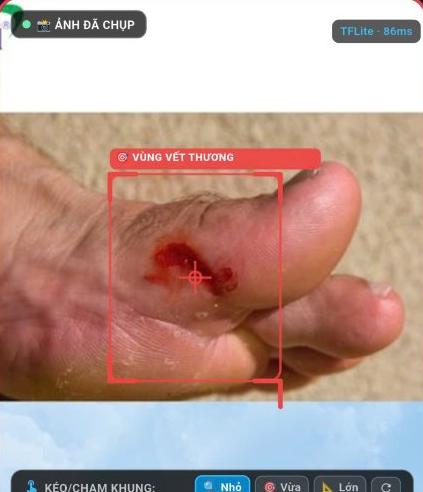 📸 ẢNH ĐÃ CHỤP
TFLite · 86ms
🎯 VÙNG VẾT THƯƠNG
KÉO/CHẠM KHUNG:
🔍 Nhỏ
🎯 Vừa
📐 Lớn